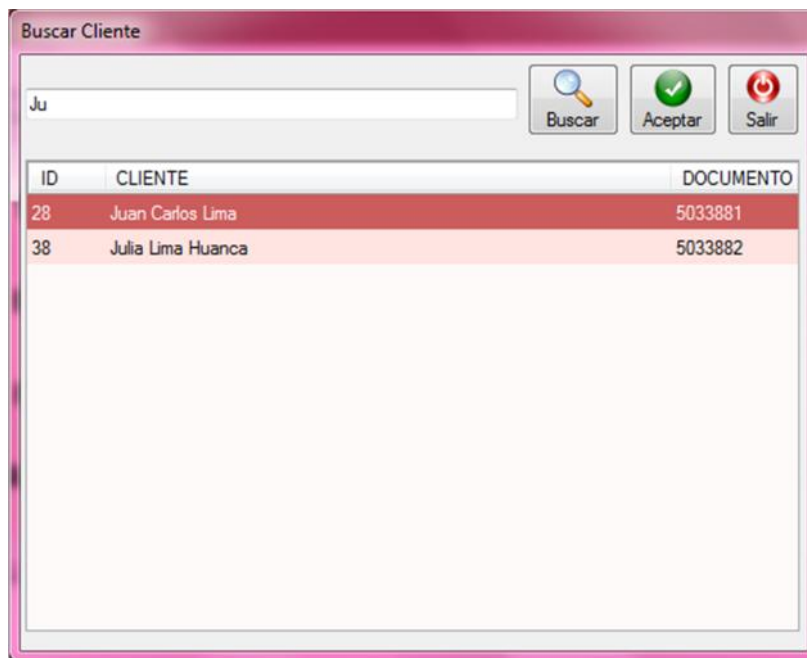 Buscar Cliente
Ju
Buscar Aceptar Salir
ID CLIENTE DOCUMENTO
28 Juan Carlos Lima 5033881
38 Julia Lima Huanca 5033882